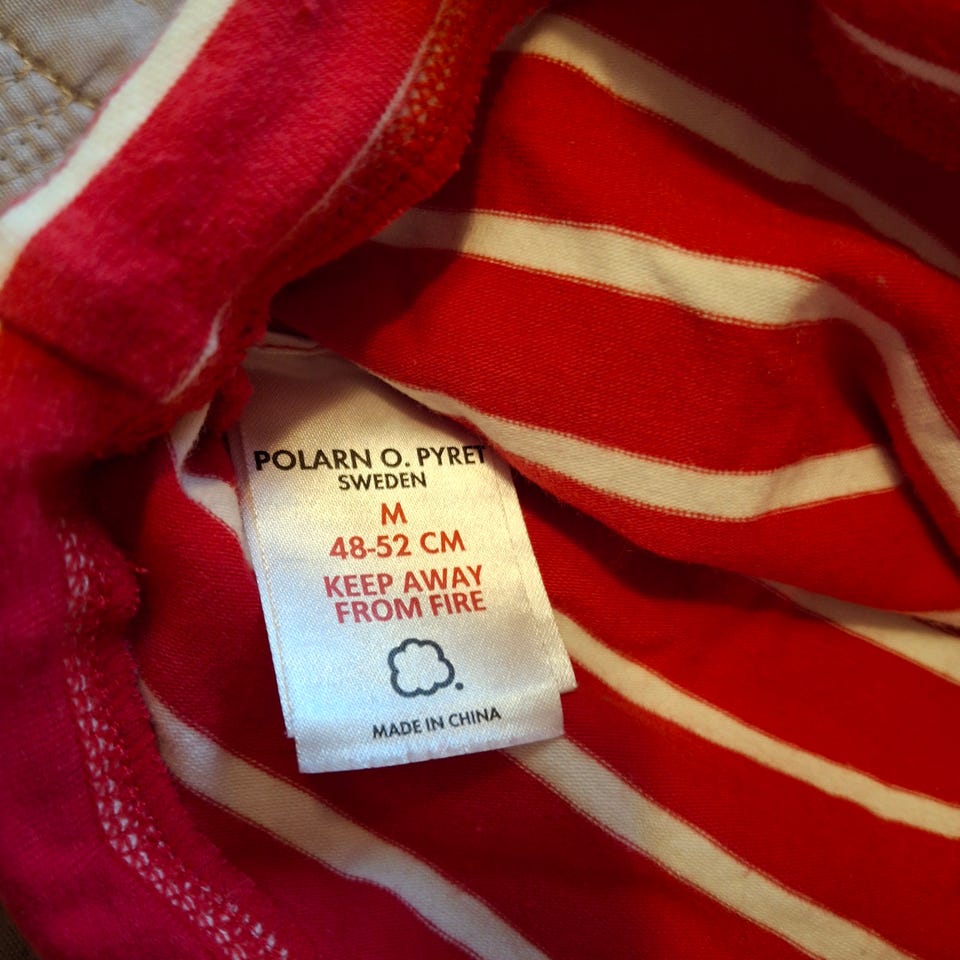 POLARN O. PYRET
SWEDEN
M
48-52 CM
KEEP AWAY
FROM FIRE
MADE IN CHINA